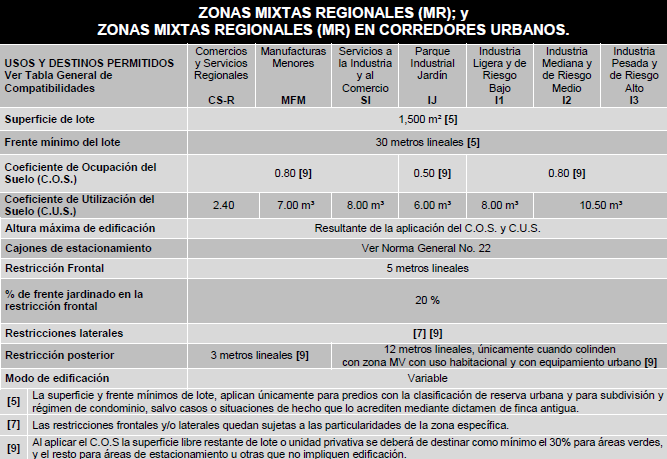 ZONAS MIXTAS REGIONALES (MR); y
ZONAS MIXTAS REGIONALES (MR) EN CORREDORES URBANOS.
USOS Y DESTINOS PERMITIDOS
Ver Tabla General de
Compatibilidades
Comercios
y Servicios
Regionales
CS-R
Manufacturas
Menores
MFM
Servicios a
la Industria
y al
Comercio
SI
Parque
Industrial
Jardín
IJ
Industria
Ligera y de
Riesgo
Bajo
I1
Industria
Mediana y
de Riesgo
Medio
I2
Industria
Pesada y
de Riesgo
Alto
I3
Superficie de lote
1,500 m² [5]
Frente mínimo del lote
30 metros lineales [5]
Coeficiente de Ocupación del
Suelo (C.O.S.)
0.80 [9]
0.50 [9]
0.80 [9]
Coeficiente de Utilización del
Suelo (C.U.S.)
2.40
7.00 m³
8.00 m³
6.00 m³
8.00 m³
10.50 m³
Altura máxima de edificación
Resultante de la aplicación del C.O.S. y C.U.S.
Cajones de estacionamiento
Ver Norma General No. 22
Restricción Frontal
5 metros lineales
% de frente jardinado en la
restricción frontal
20 %
Restricciones laterales
[7] [9]
Restricción posterior
3 metros lineales [9]
12 metros lineales, únicamente cuando colinden
con zona MV con uso habitacional y con equipamiento urbano [9]
Modo de edificación
Variable
[5] La superficie y frente mínimos de lote, aplican únicamente para predios con la clasificación de reserva urbana y para subdivisión y
régimen de condominio, salvo casos o situaciones de hecho que lo acrediten mediante dictamen de finca antigua.
[7] Las restricciones frontales y/o laterales quedan sujetas a las particularidades de la zona específica.
[9] Al aplicar el C.O.S la superficie libre restante de lote o unidad privativa se deberá de destinar como mínimo el 30% para áreas verdes,
y el resto para áreas de estacionamiento u otras que no impliquen edificación.